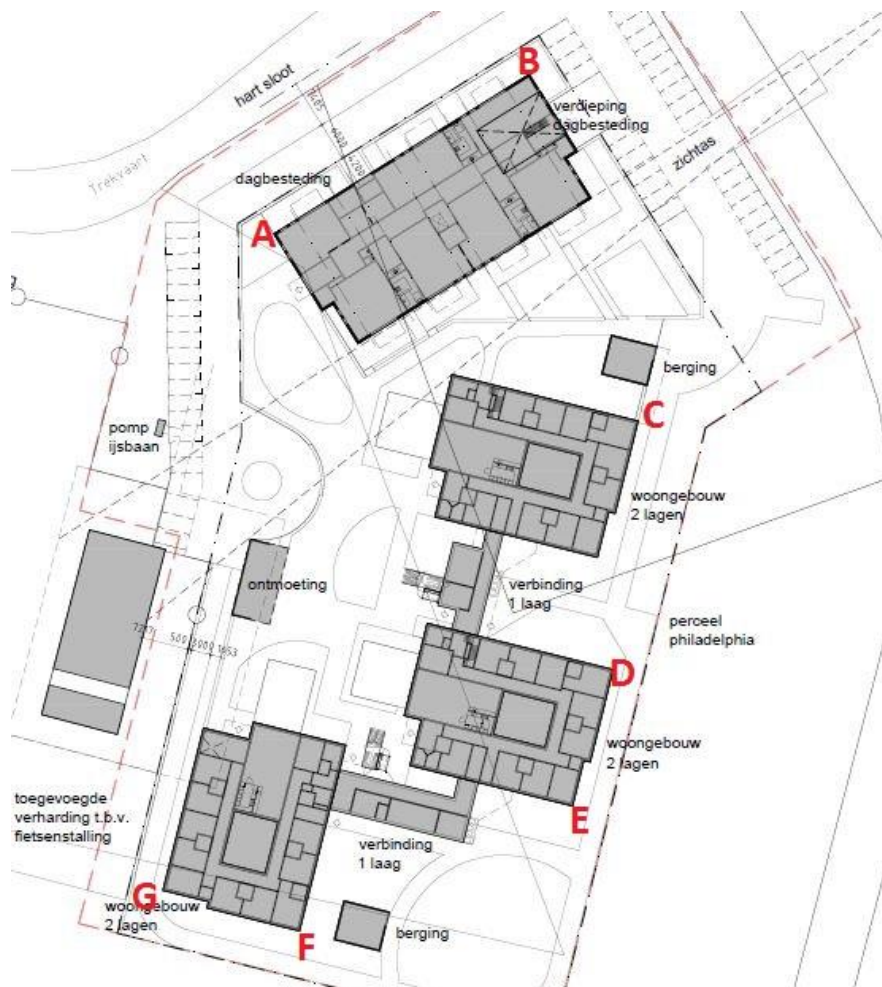 B
hart sloot
verdieping
dagbesteding
Trekvaart
zichtas
dagbesteding
A
berging
C
pomp
ijsbaan
woongebouw
2 lagen
ontmoeting
verbinding
1 laag
perceel
philadelphia
D
woongebouw
2 lagen
toegevoegde
verharding t.b.v.
fietsenstalling
E
verbinding
1 laag
G
woongebouw
2 lagen
F
berging